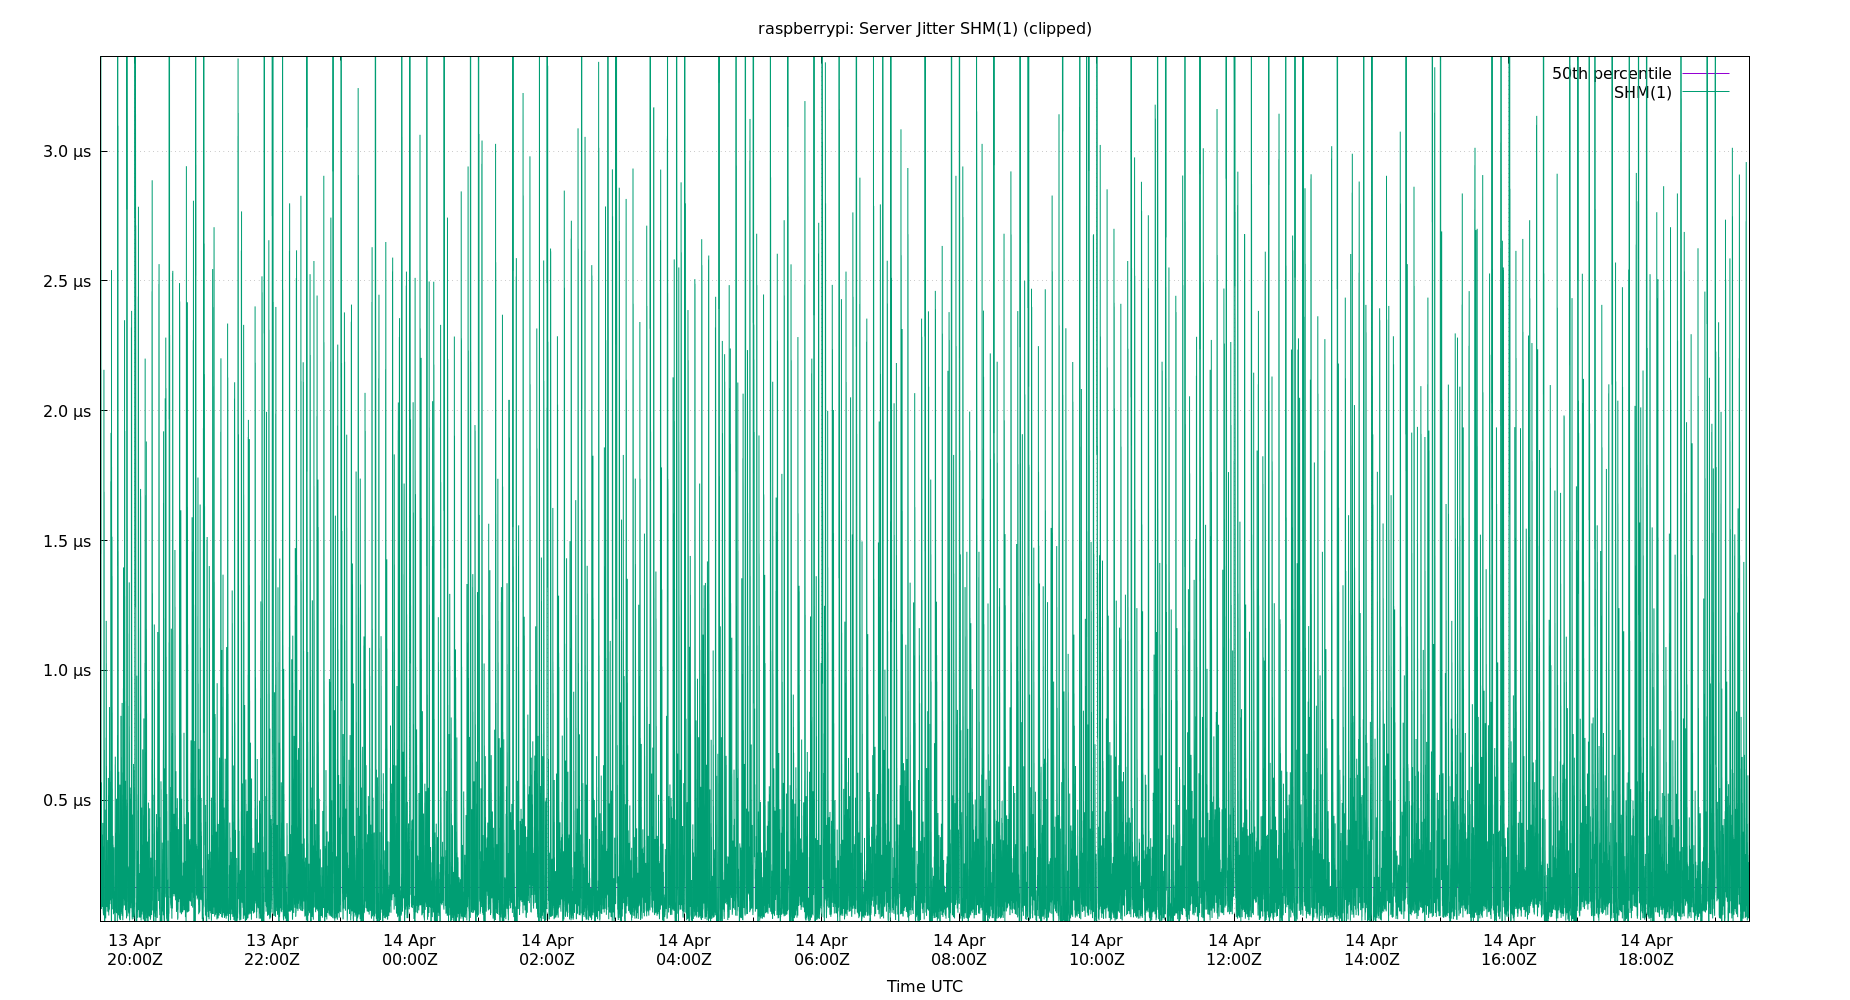 raspberrypi: Server Jitter SHM(1) (clipped)
50th percentile
SHM(1)
3.0 µs
2.5 µs
2.0 µs
1.5 µs
1.0 µs
0.5 µs
13 Apr 13 Apr 14 Apr 14 Apr 14 Apr 14 Apr 14 Apr 14 Apr 14 Apr 14 Apr 14 Apr 14 Apr
20:00Z 22:00Z 00:00Z 02:00Z 04:00Z 06:00Z 08:00Z 10:00Z 12:00Z 14:00Z 16:00Z 18:00Z
Time UTC